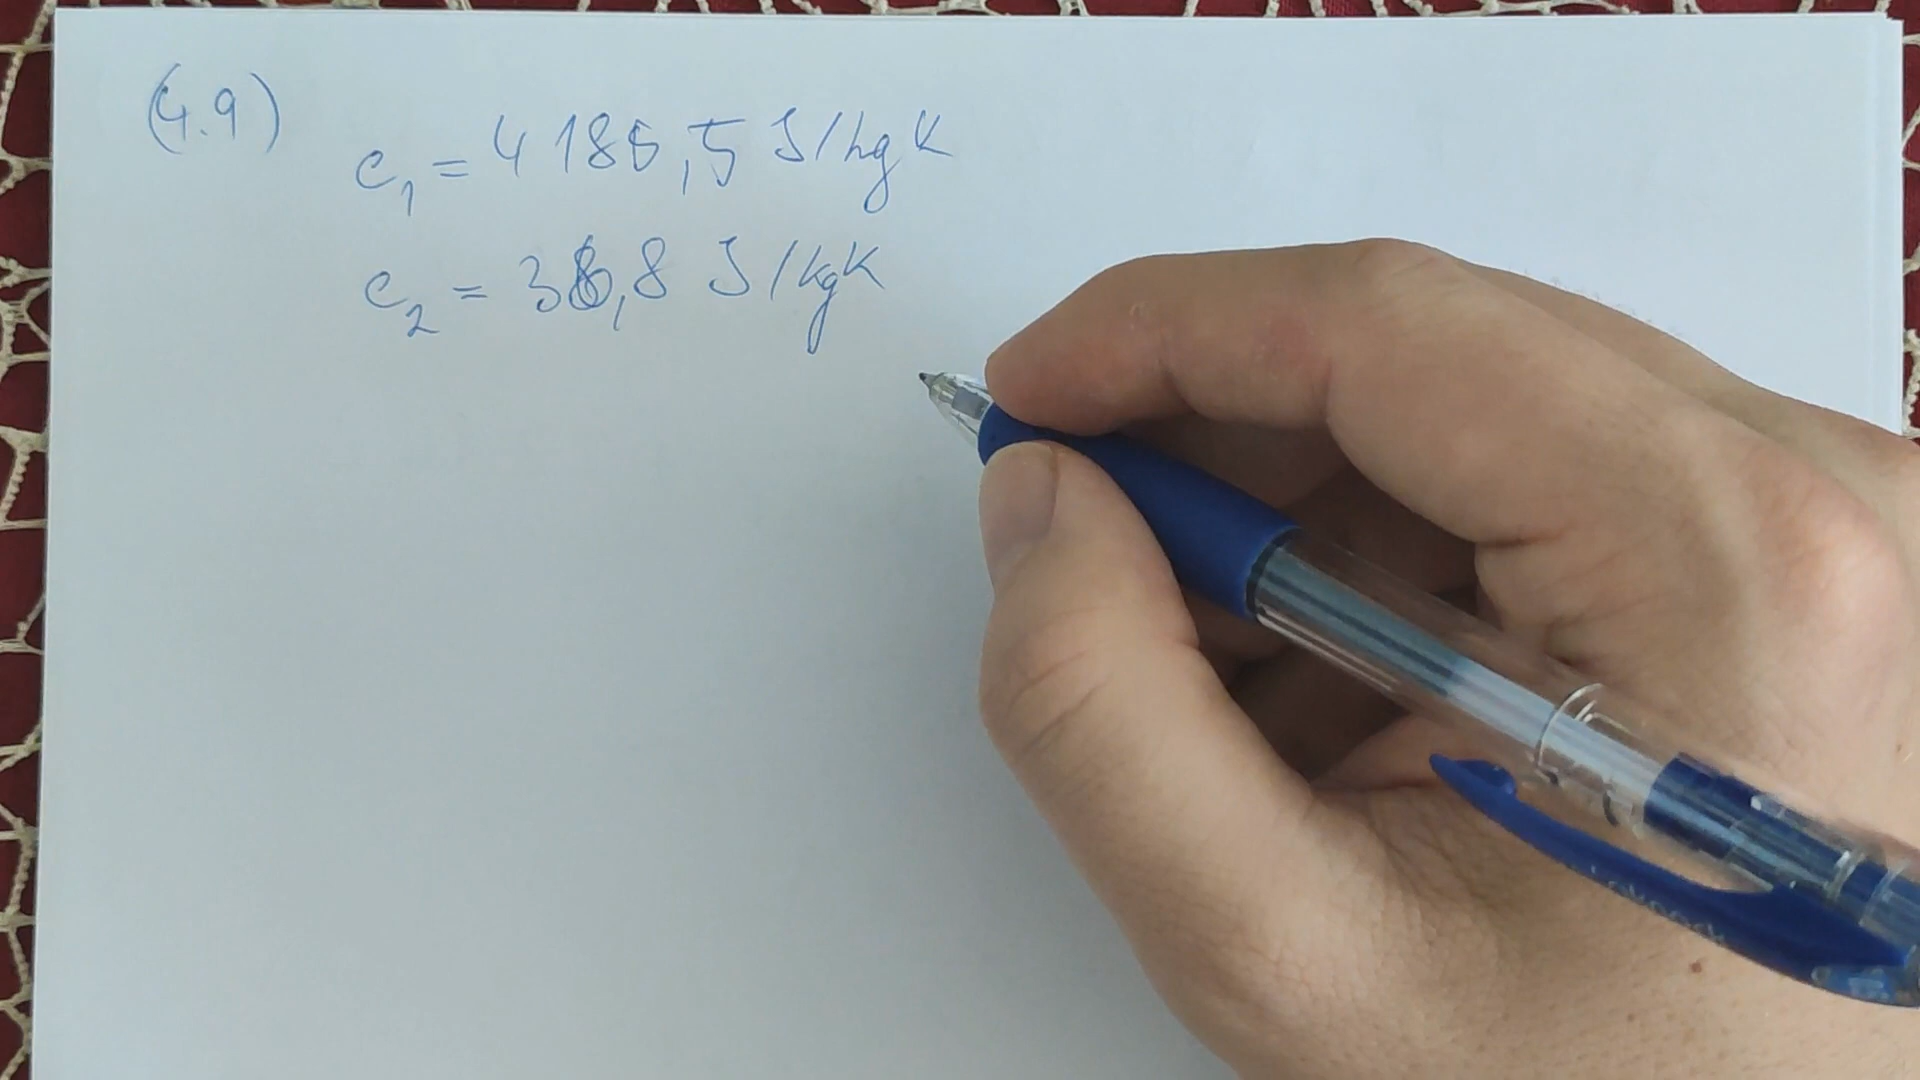 (4.9)
c₁ = 4 186,5 J/kgK
c₂ = 386,8 J/kgK